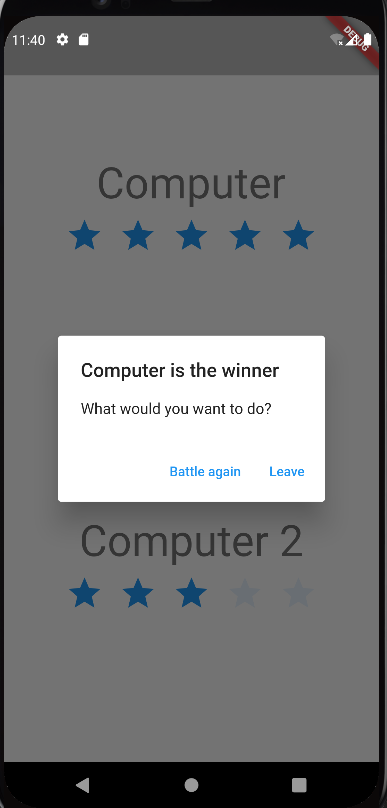 11:40
DEBUG
Computer
Computer is the winner
What would you want to do?
Battle again Leave
Computer 2